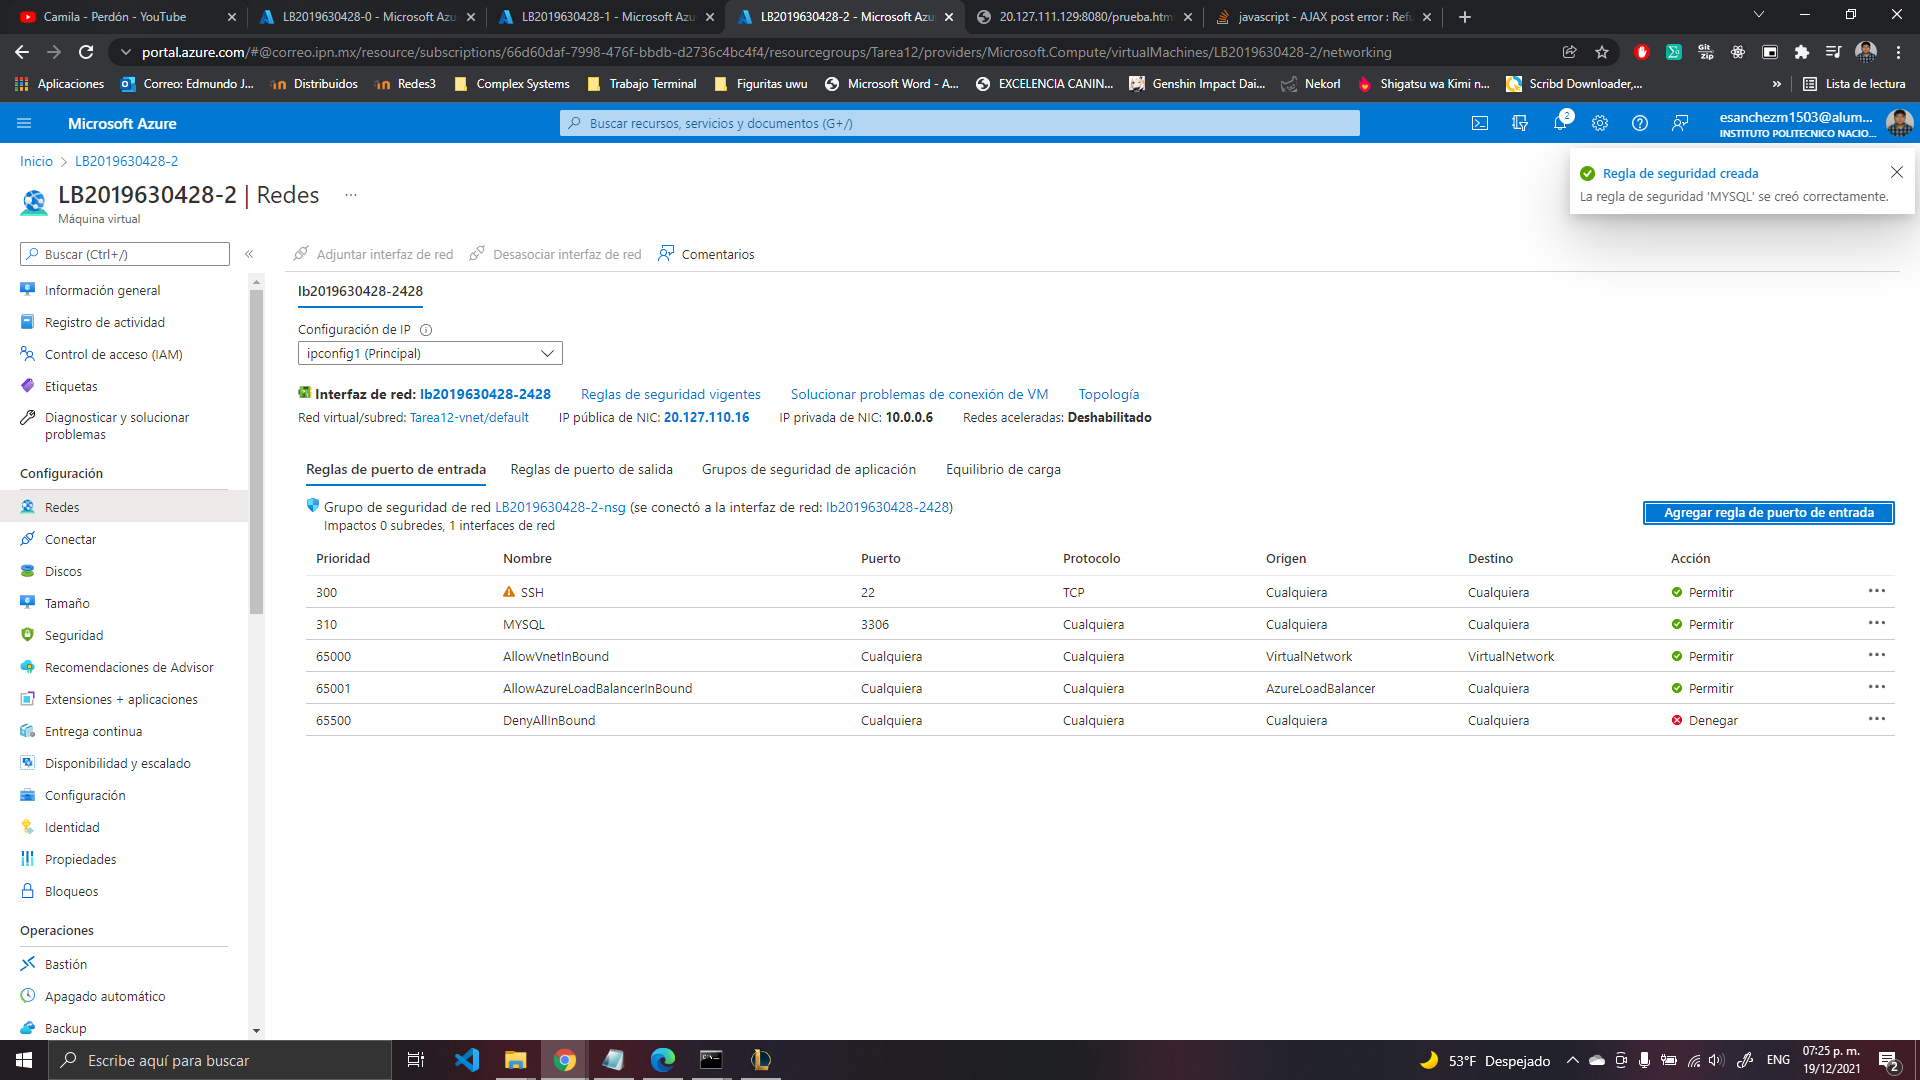 Camila - Perdón - YouTube
LB2019630428-0 - Microsoft Azu
LB2019630428-1 - Microsoft Azu
LB2019630428-2 - Microsoft Azu
20.127.111.129:8080/prueba.htm
javascript - AJAX post error : Refu
portal.azure.com/#@correo.ipn.mx/resource/subscriptions/66d60daf-7998-476f-bbdb-d2736c4bc4f4/resourcegroups/Tarea12/providers/Microsoft.Compute/virtualMachines/LB2019630428-2/networking
Aplicaciones
Correo: Edmundo J...
Distribuidos
Redes3
Complex Systems
Trabajo Terminal
Figuritas uwu
Microsoft Word - A...
EXCELENCIA CANIN...
Genshin Impact Dai...
Nekorl
Shigatsu wa Kimi n...
Scribd Downloader,...
»
Lista de lectura
Microsoft Azure
Buscar recursos, servicios y documentos (G+/)
2
esanchezm1503@alum...
INSTITUTO POLITECNICO NACIO...
Inicio > LB2019630428-2
LB2019630428-2 | Redes ...
Máquina virtual
Regla de seguridad creada
La regla de seguridad 'MYSQL' se creó correctamente.
Buscar (Ctrl+/)
«
Adjuntar interfaz de red
Desasociar interfaz de red
Comentarios
Información general
Registro de actividad
Control de acceso (IAM)
Etiquetas
Diagnosticar y solucionar
problemas
Configuración
Redes
Conectar
Discos
Tamaño
Seguridad
Recomendaciones de Advisor
Extensiones + aplicaciones
Entrega continua
Disponibilidad y escalado
Configuración
Identidad
Propiedades
Bloqueos
Operaciones
Bastión
Apagado automático
Backup
lb2019630428-2428
Configuración de IP
ipconfig1 (Principal)
Interfaz de red: lb2019630428-2428
Reglas de seguridad vigentes
Solucionar problemas de conexión de VM
Topología
Red virtual/subred: Tarea12-vnet/default
IP pública de NIC: 20.127.110.16
IP privada de NIC: 10.0.0.6
Redes aceleradas: Deshabilitado
Reglas de puerto de entrada
Reglas de puerto de salida
Grupos de seguridad de aplicación
Equilibrio de carga
Grupo de seguridad de red LB2019630428-2-nsg (se conectó a la interfaz de red: lb2019630428-2428)
Impactos 0 subredes, 1 interfaces de red
Agregar regla de puerto de entrada
Prioridad Nombre Puerto Protocolo Origen Destino Acción
300 SSH 22 TCP Cualquiera Cualquiera Permitir ...
310 MYSQL 3306 Cualquiera Cualquiera Cualquiera Permitir ...
65000 AllowVnetInBound Cualquiera Cualquiera VirtualNetwork VirtualNetwork Permitir ...
65001 AllowAzureLoadBalancerInBound Cualquiera Cualquiera AzureLoadBalancer Cualquiera Permitir ...
65500 DenyAllInBound Cualquiera Cualquiera Cualquiera Cualquiera Denegar ...
Escribe aquí para buscar
53°F Despejado
ENG
07:25 p. m.
19/12/2021
2